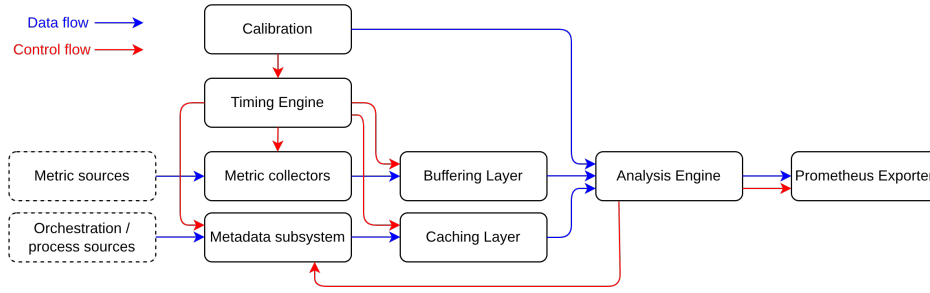 Data flow
Control flow
Calibration
Timing Engine
Metric sources
Metric collectors
Buffering Layer
Analysis Engine
Prometheus Exporter
Orchestration /
process sources
Metadata subsystem
Caching Layer